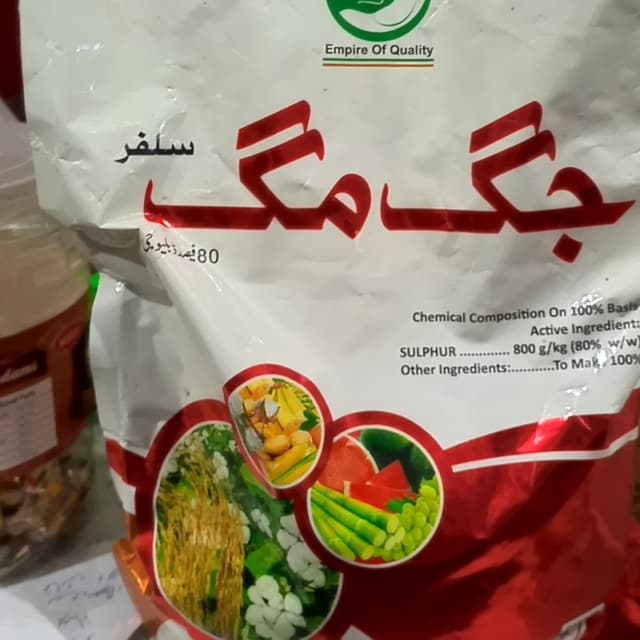 Empire Of Quality
جگ مگ
سلفر
80 فیصد ڈبلیو جی
Chemical Composition On 100% Basis
Active Ingredient:
SULPHUR ............. 800 g/kg (80% w/w)
Other Ingredients:...........To Make 100%